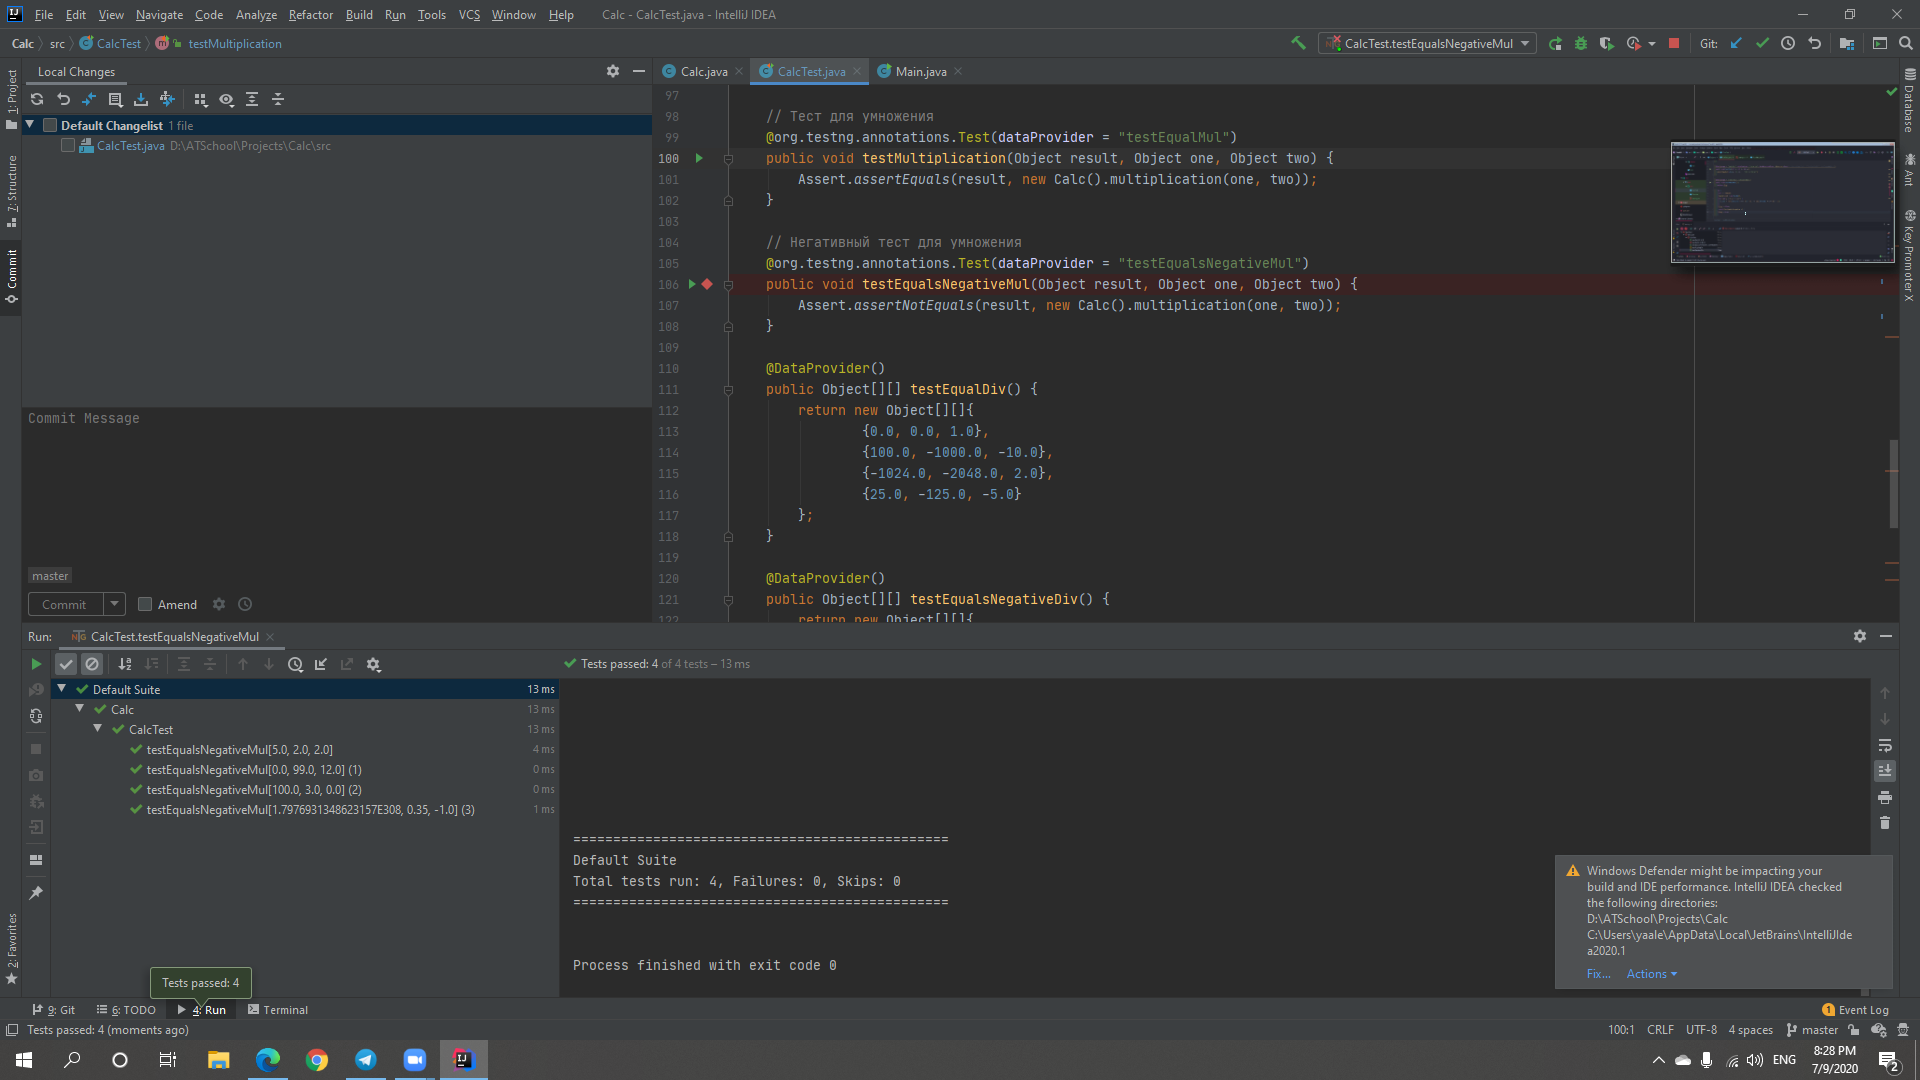 File Edit View Navigate Code Analyze Refactor Build Run Tools VCS Window Help Calc - CalcTest.java - IntelliJ IDEA
Calc src CalcTest testMultiplication CalcTest.testEqualsNegativeMul Git:
Local Changes
Calc.java CalcTest.java Main.java
1: Project
7: Structure
Commit
2: Favorites
Database
Ant
Key Promoter X
Default Changelist 1 file
CalcTest.java D:\ATSchool\Projects\Calc\src
Commit Message
master
Commit Amend
97
98 // Тест для умножения
99 @org.testng.annotations.Test(dataProvider = "testEqualMul")
100 public void testMultiplication(Object result, Object one, Object two) {
101 Assert.assertEquals(result, new Calc().multiplication(one, two));
102 }
103
104 // Негативный тест для умножения
105 @org.testng.annotations.Test(dataProvider = "testEqualsNegativeMul")
106 public void testEqualsNegativeMul(Object result, Object one, Object two) {
107 Assert.assertNotEquals(result, new Calc().multiplication(one, two));
108 }
109
110 @DataProvider()
111 public Object[][] testEqualDiv() {
112 return new Object[][]{
113 {0.0, 0.0, 1.0},
114 {100.0, -1000.0, -10.0},
115 {-1024.0, -2048.0, 2.0},
116 {25.0, -125.0, -5.0}
117 };
118 }
119
120 @DataProvider()
121 public Object[][] testEqualsNegativeDiv() {
122 return new Object[][]{
Run: CalcTest.testEqualsNegativeMul
Tests passed: 4 of 4 tests – 13 ms
Default Suite 13 ms
Calc 13 ms
CalcTest 13 ms
testEqualsNegativeMul[5.0, 2.0, 2.0] 4 ms
testEqualsNegativeMul[0.0, 99.0, 12.0] (1) 0 ms
testEqualsNegativeMul[100.0, 3.0, 0.0] (2) 0 ms
testEqualsNegativeMul[1.7976931348623157E308, 0.35, -1.0] (3) 1 ms
===============================================
Default Suite
Total tests run: 4, Failures: 0, Skips: 0
===============================================
Process finished with exit code 0
Windows Defender might be impacting your
build and IDE performance. IntelliJ IDEA checked
the following directories:
D:\ATSchool\Projects\Calc
C:\Users\yaale\AppData\Local\JetBrains\IntelliJIde
a2020.1
Fix... Actions
Tests passed: 4
9: Git 6: TODO 4: Run Terminal 1 Event Log
Tests passed: 4 (moments ago) 100:1 CRLF UTF-8 4 spaces master
ENG 8:28 PM
7/9/2020
2